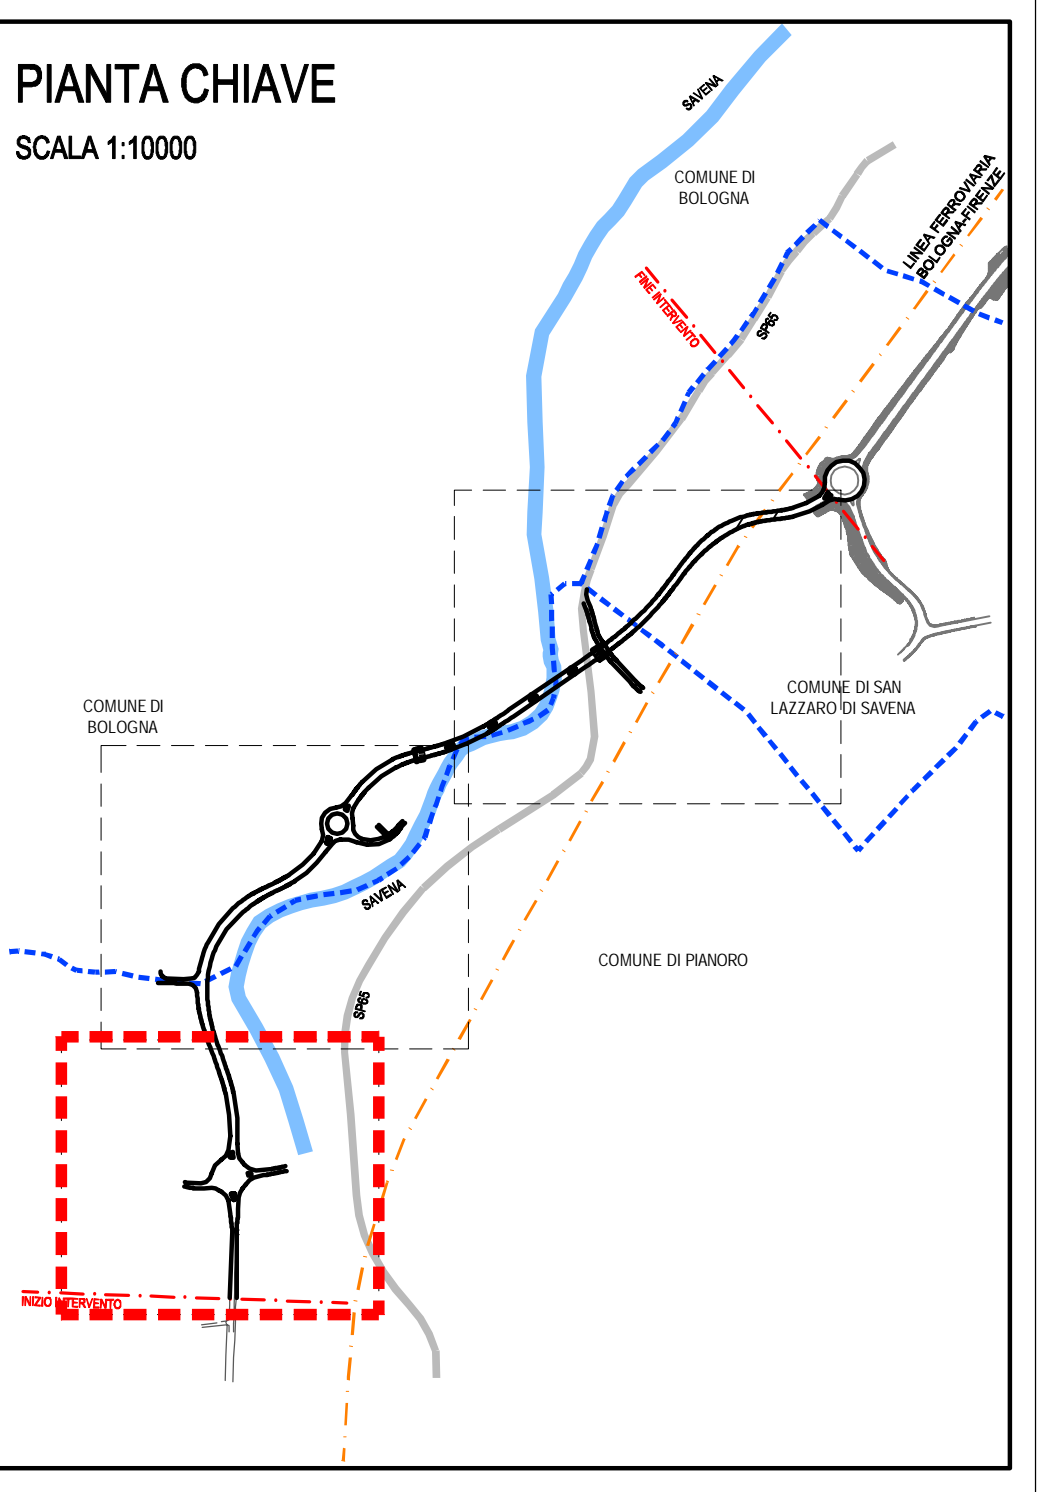 PIANTA CHIAVE
SCALA 1:10000
SAVENA
COMUNE DI
BOLOGNA
LINEA FERROVIARIA
BOLOGNA-FIRENZE
FINE INTERVENTO
SP65
COMUNE DI SAN
LAZZARO DI SAVENA
COMUNE DI
BOLOGNA
SAVENA
COMUNE DI PIANORO
SP65
INIZIO INTERVENTO